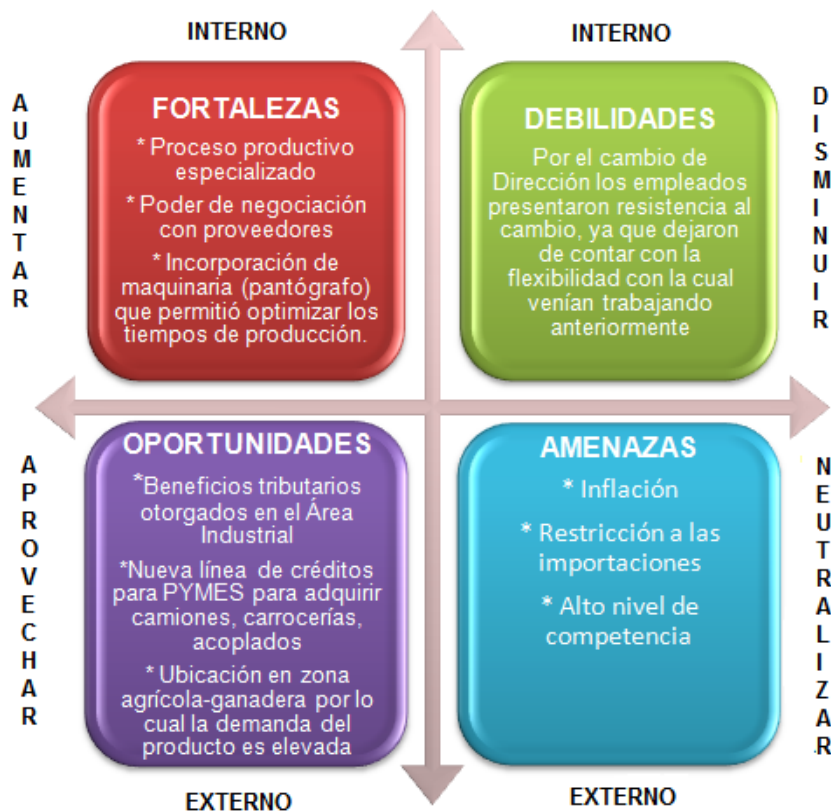 INTERNO
INTERNO
AUMENTAR
FORTALEZAS
* Proceso productivo
especializado
* Poder de negociación
con proveedores
* Incorporación de
maquinaria (pantógrafo)
que permitió optimizar los
tiempos de producción.
DEBILIDADES
Por el cambio de
Dirección los empleados
presentaron resistencia al
cambio, ya que dejaron
de contar con la
flexibilidad con la cual
venían trabajando
anteriormente
DISMINUIR
APROVECHAR
OPORTUNIDADES
*Beneficios tributarios
otorgados en el Área
Industrial
*Nueva línea de créditos
para PYMES para adquirir
camiones, carrocerías,
acoplados
* Ubicación en zona
agrícola-ganadera por lo
cual la demanda del
producto es elevada
AMENAZAS
* Inflación
* Restricción a las
importaciones
* Alto nivel de
competencia
NEUTRALIZAR
EXTERNO
EXTERNO